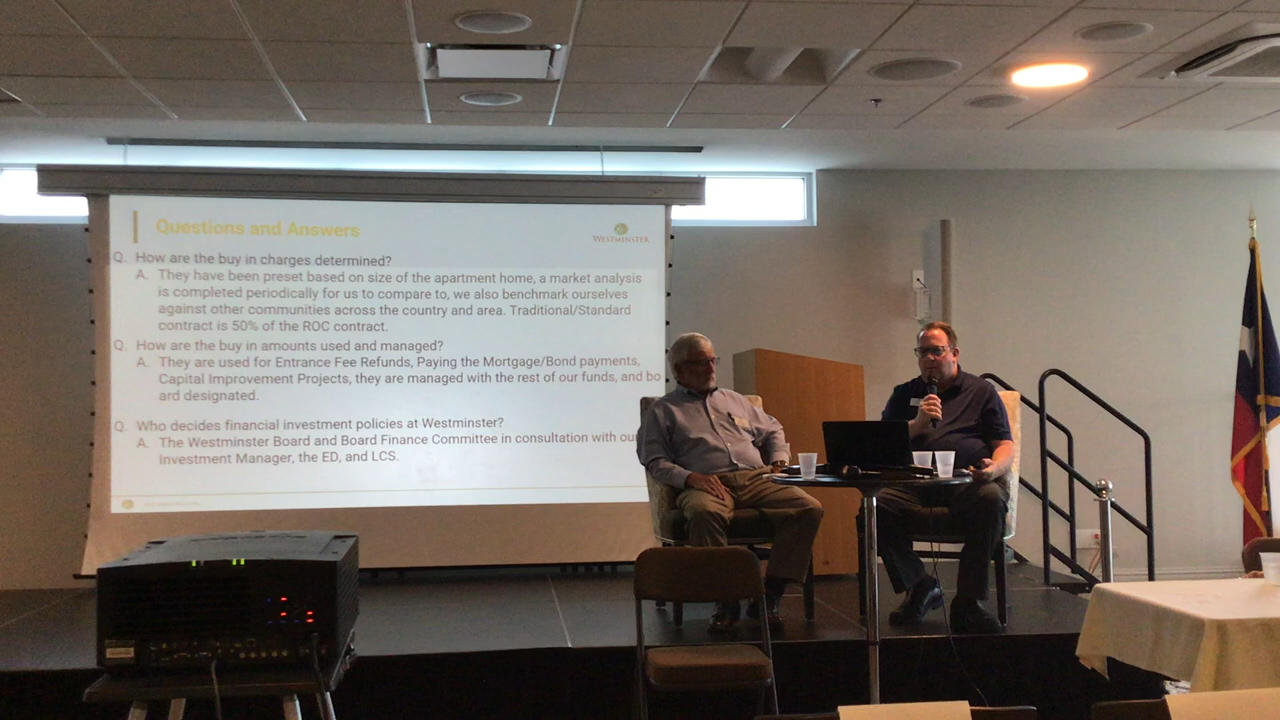 Questions and Answers
WESTMINSTER
Q. How are the buy in charges determined?
A. They have been preset based on size of the apartment home, a market analysis
is completed periodically for us to compare to, we also benchmark ourselves
against other communities across the country and area. Traditional/Standard
contract is 50% of the ROC contract.
Q. How are the buy in amounts used and managed?
A. They are used for Entrance Fee Refunds, Paying the Mortgage/Bond payments,
Capital Improvement Projects, they are managed with the rest of our funds, and bo
ard designated.
Q. Who decides financial investment policies at Westminster?
A. The Westminster Board and Board Finance Committee in consultation with our
Investment Manager, the ED, and LCS.